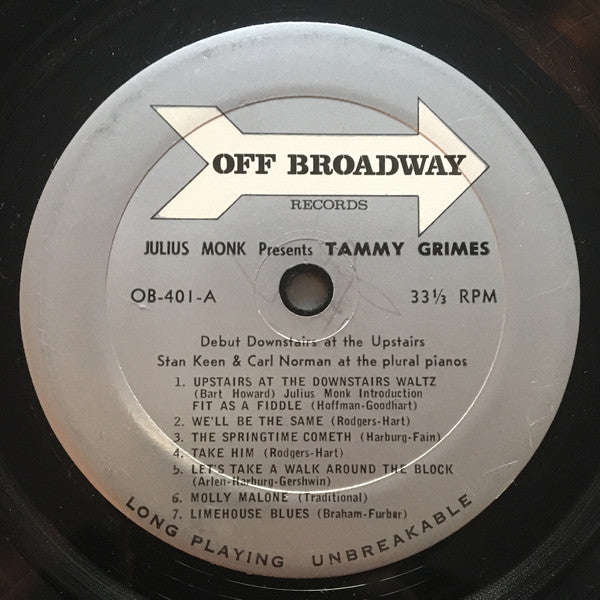 OFF BROADWAY
RECORDS
JULIUS MONK Presents TAMMY GRIMES
OB-401-A 33⅓ RPM
Debut Downstairs at the Upstairs
Stan Keen & Carl Norman at the plural pianos
1. UPSTAIRS AT THE DOWNSTAIRS WALTZ
(Bart Howard) Julius Monk Introduction
FIT AS A FIDDLE (Hoffman-Goodhart)
2. WE'LL BE THE SAME (Rodgers-Hart)
3. THE SPRINGTIME COMETH (Harburg-Fain)
4. TAKE HIM (Rodgers-Hart)
5. LET'S TAKE A WALK AROUND THE BLOCK
(Arlen-Harburg-Gershwin)
6. MOLLY MALONE (Traditional)
7. LIMEHOUSE BLUES (Braham-Furber)
LONG PLAYING UNBREAKABLE